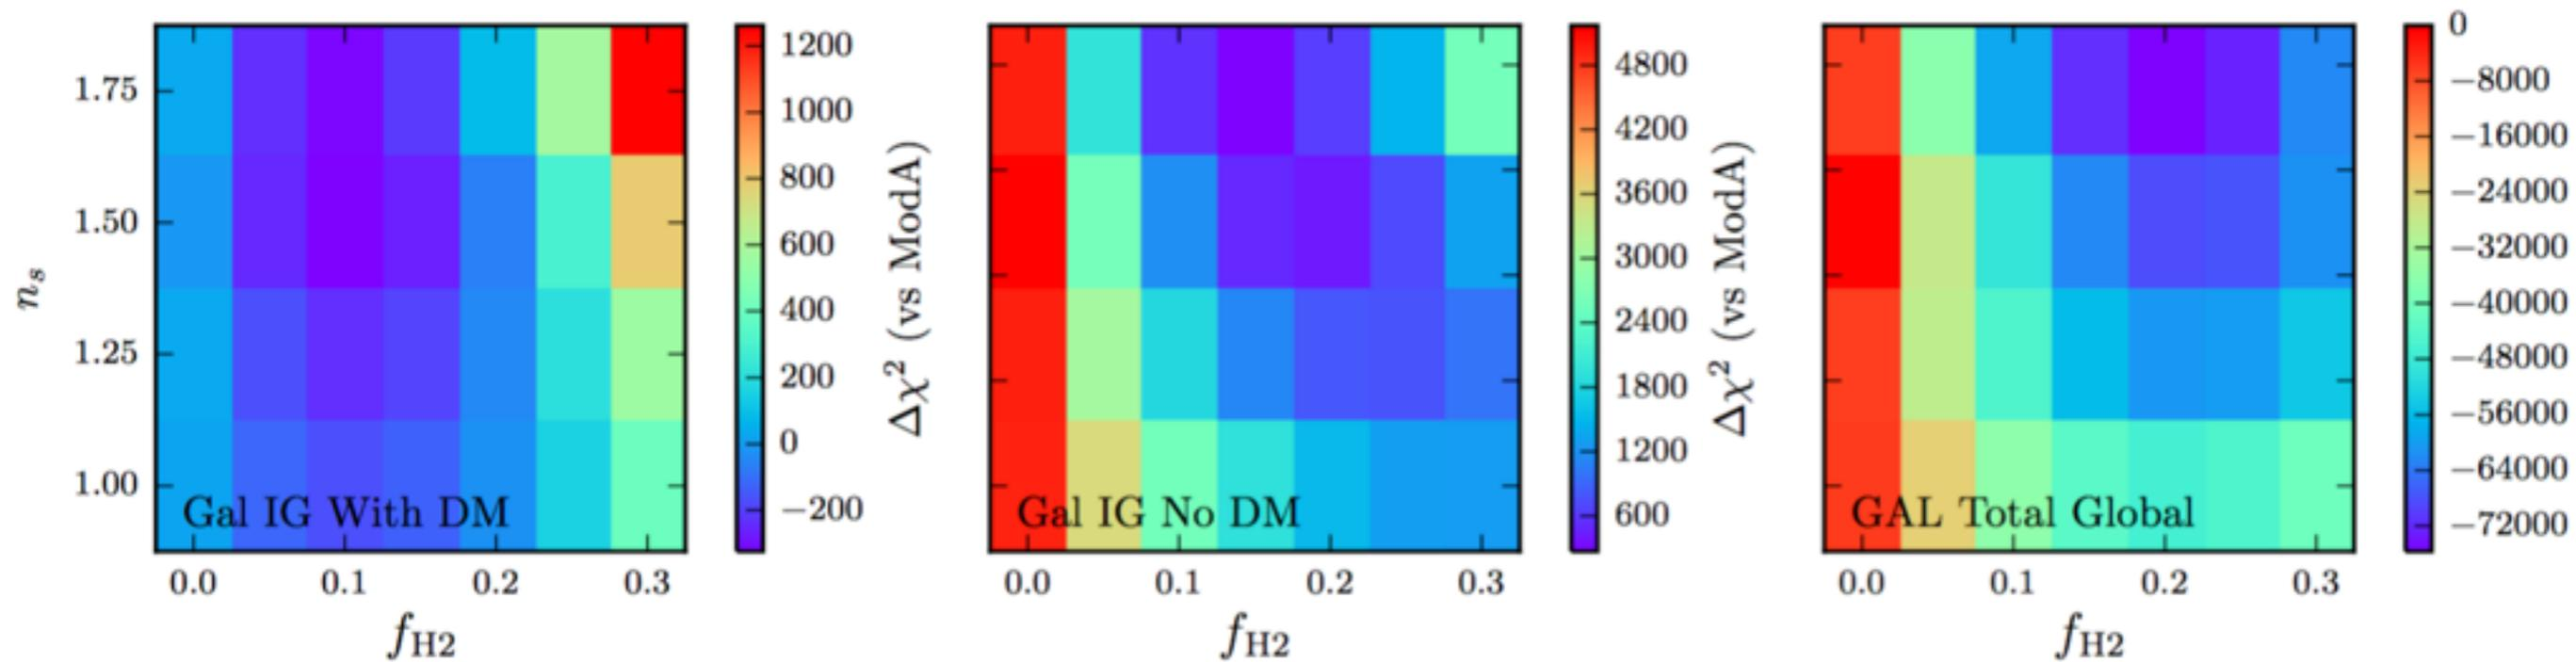 1.75
1.50
1.25
1.00
n_s
Gal IG With DM
0.0 0.1 0.2 0.3
f_H2
1200
1000
800
600
400
200
0
−200
Δχ² (vs ModA)
Gal IG No DM
0.0 0.1 0.2 0.3
f_H2
4800
4200
3600
3000
2400
1800
1200
600
Δχ² (vs ModA)
GAL Total Global
0.0 0.1 0.2 0.3
f_H2
0
−8000
−16000
−24000
−32000
−40000
−48000
−56000
−64000
−72000